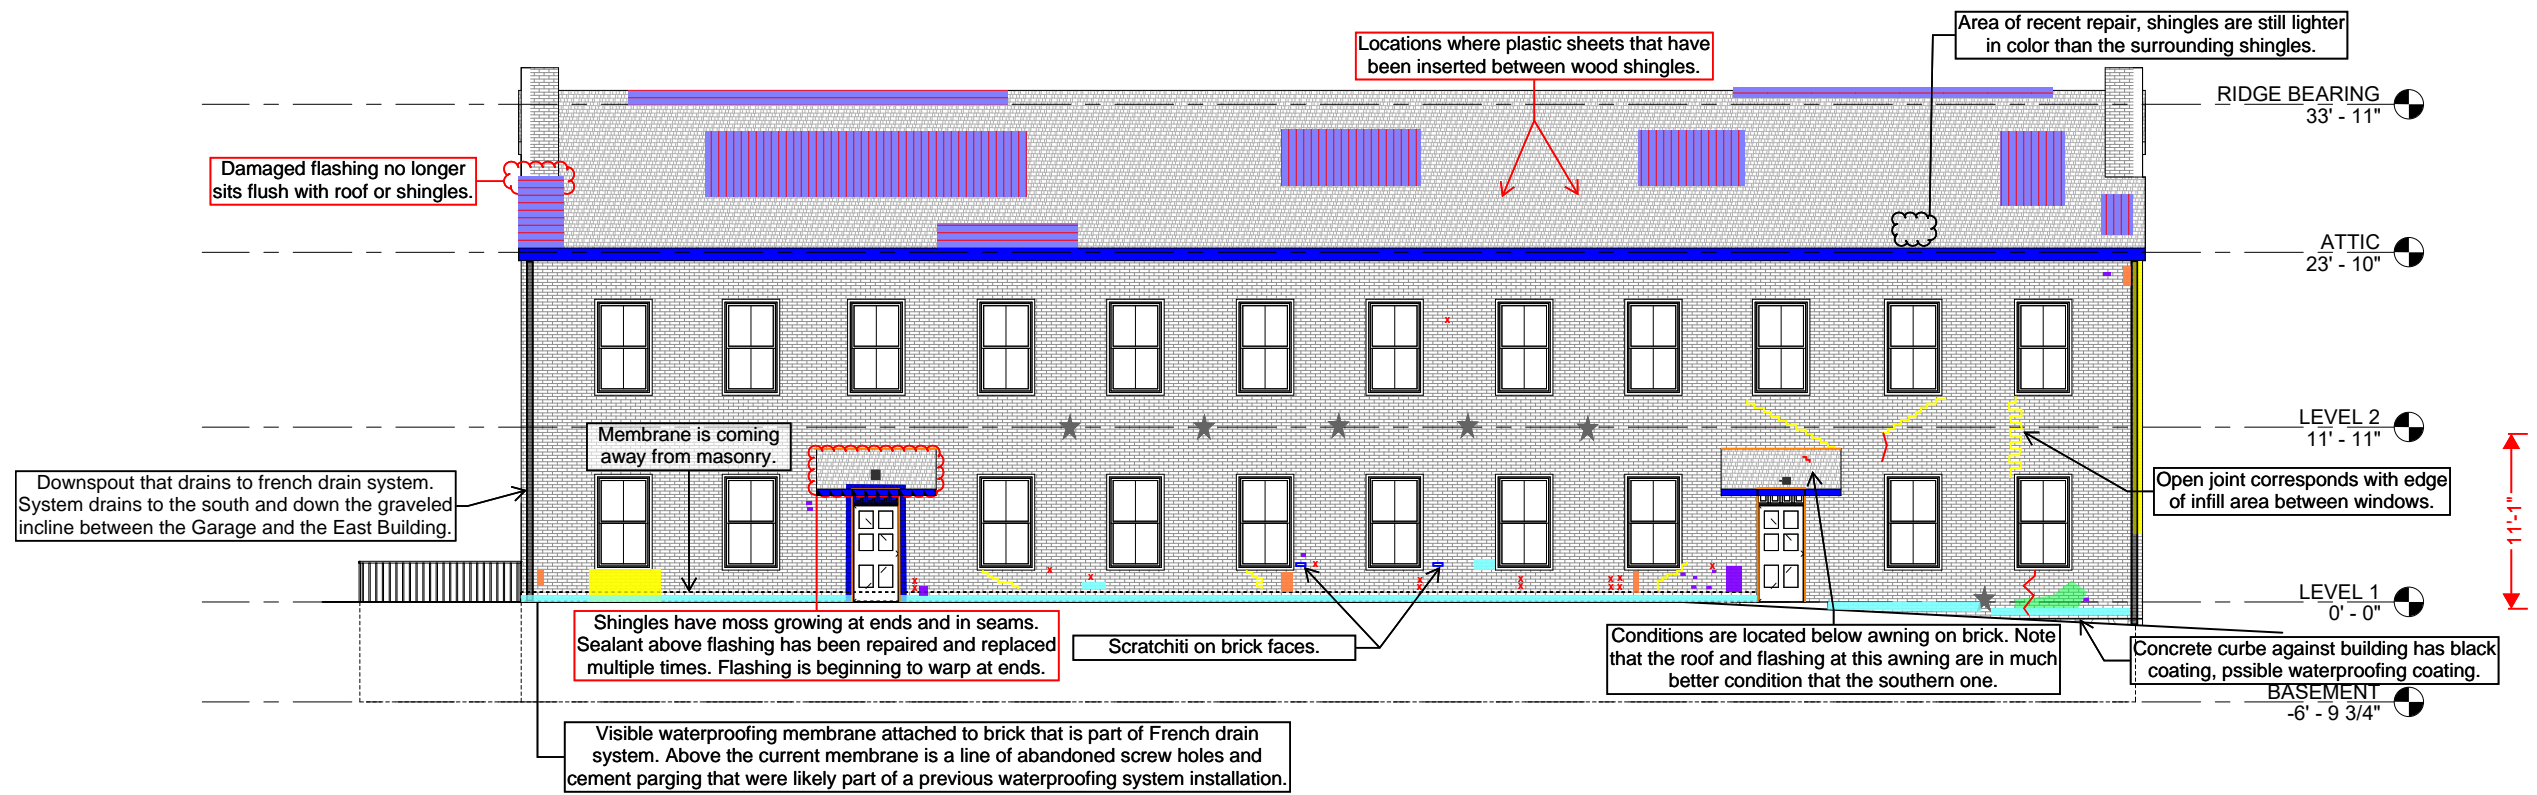 Area of recent repair, shingles are still lighter
in color than the surrounding shingles.
Locations where plastic sheets that have
been inserted between wood shingles.
RIDGE BEARING
33' - 11"
Damaged flashing no longer
sits flush with roof or shingles.
ATTIC
23' - 10"
LEVEL 2
11' - 11"
Membrane is coming
away from masonry.
Downspout that drains to french drain system.
System drains to the south and down the graveled
incline between the Garage and the East Building.
Open joint corresponds with edge
of infill area between windows.
11'-1"
LEVEL 1
0' - 0"
Shingles have moss growing at ends and in seams.
Sealant above flashing has been repaired and replaced
multiple times. Flashing is beginning to warp at ends.
Scratchiti on brick faces.
Conditions are located below awning on brick. Note
that the roof and flashing at this awning are in much
better condition that the southern one.
Concrete curbe against building has black
coating, pssible waterproofing coating.
BASEMENT
-6' - 9 3/4"
Visible waterproofing membrane attached to brick that is part of French drain
system. Above the current membrane is a line of abandoned screw holes and
cement parging that were likely part of a previous waterproofing system installation.